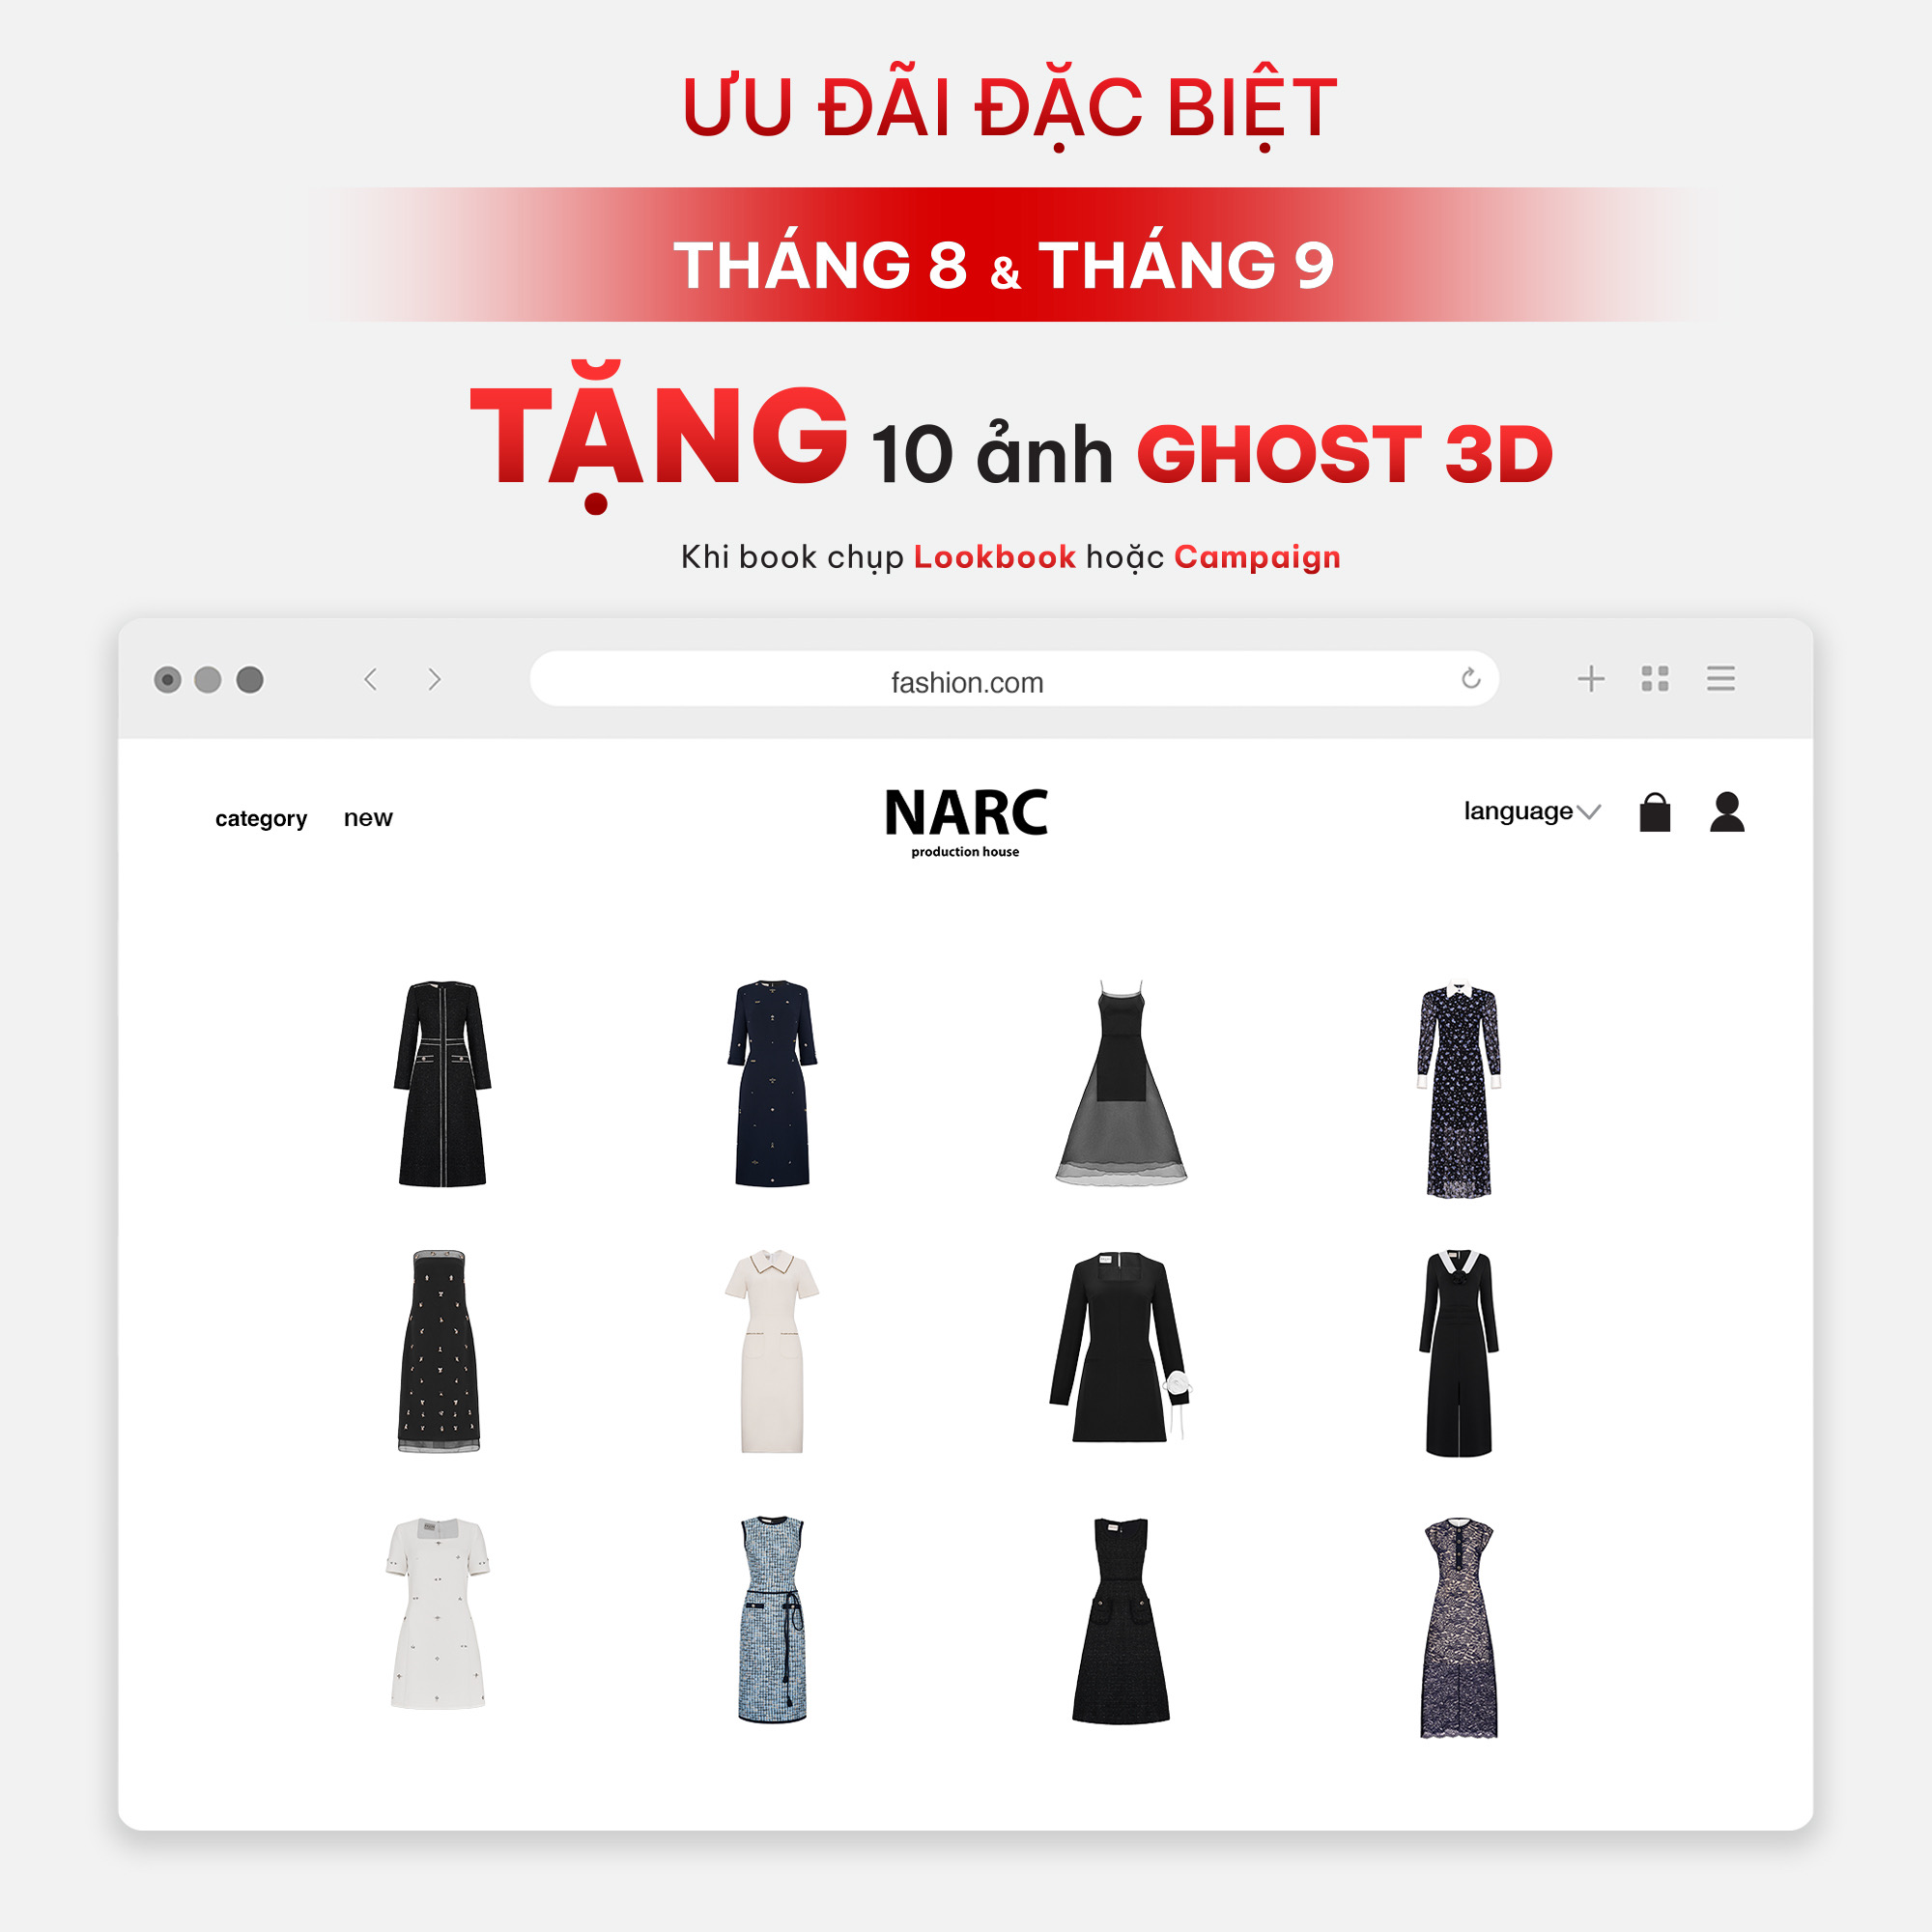 ƯU ĐÃI ĐẶC BIỆT
THÁNG 8 & THÁNG 9
TẶNG 10 ảnh GHOST 3D
Khi book chụp Lookbook hoặc Campaign
fashion.com
category new NARC language
production house